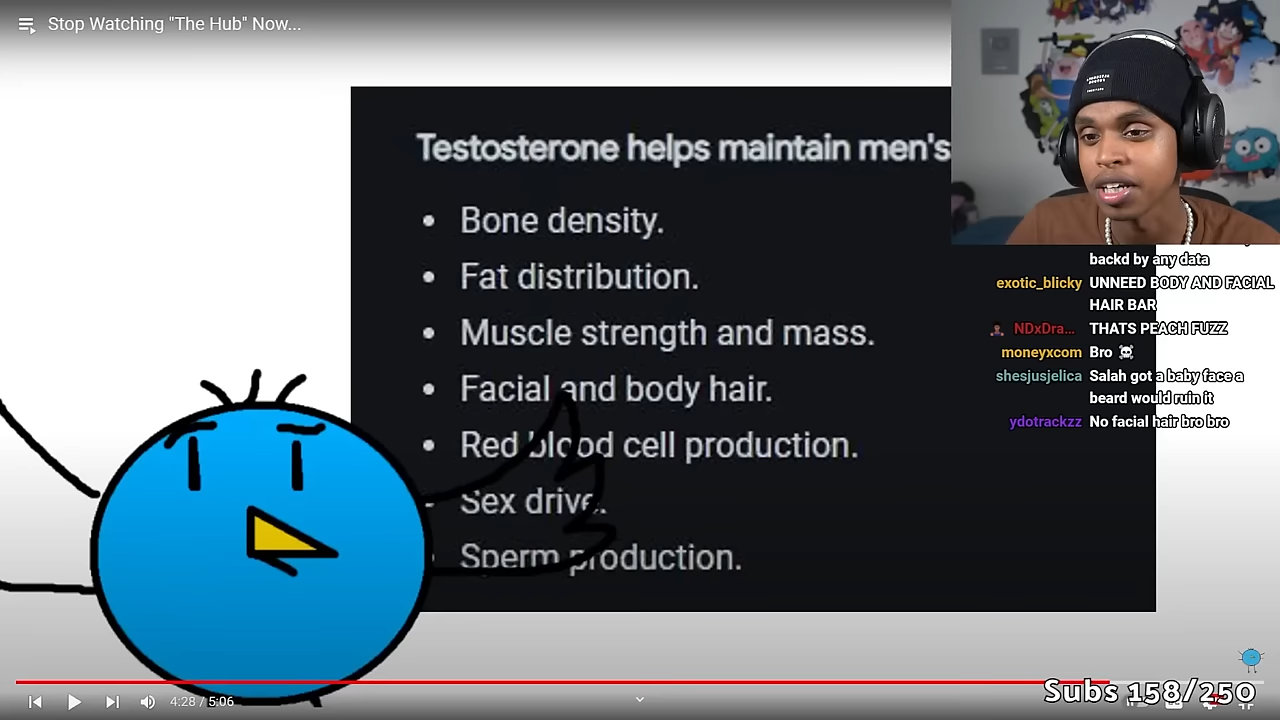 Stop Watching "The Hub" Now...
Testosterone helps maintain men's
• Bone density.
• Fat distribution.
• Muscle strength and mass.
• Facial and body hair.
• Red blood cell production.
• Sex drive.
• Sperm production.
backd by any data
exotic_blicky UNNEED BODY AND FACIAL
HAIR BAR
NDxDra... THATS PEACH FUZZ
moneyxcom Bro ☠
shesjusjelica Salah got a baby face a
beard would ruin it
ydotrackzz No facial hair bro bro
4:28 / 5:06
Subs 158/250